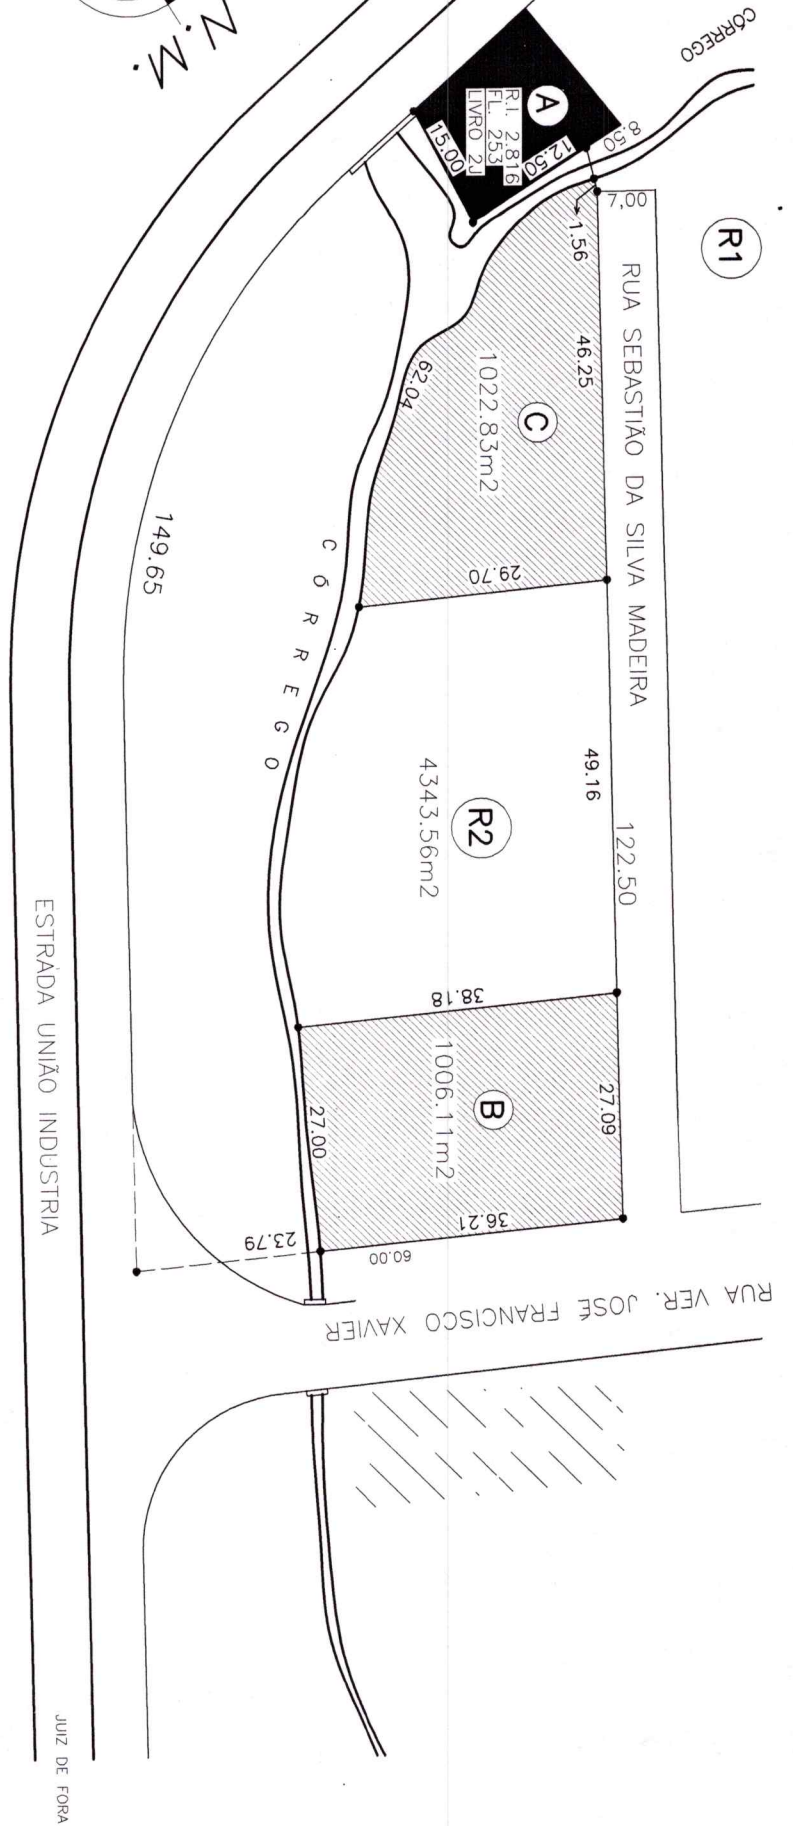 N.M.
CÓRREGO
A
R.I. 2.816
FL. 253
LIVRO 2J
15.00
12.50
8.50
7,00
1.56
R1
RUA SEBASTIÃO DA SILVA MADEIRA
122.50
46.25
C
1022.83m2
62.04
29.70
149.65
CÓRREGO
49.16
R2
4343.56m2
38.18
B
1006.11m2
27.09
27.00
36.21
60.00
23.79
RUA VER. JOSÉ FRANCISCO XAVIER
ESTRADA UNIÃO INDUSTRIA
JUIZ DE FORA